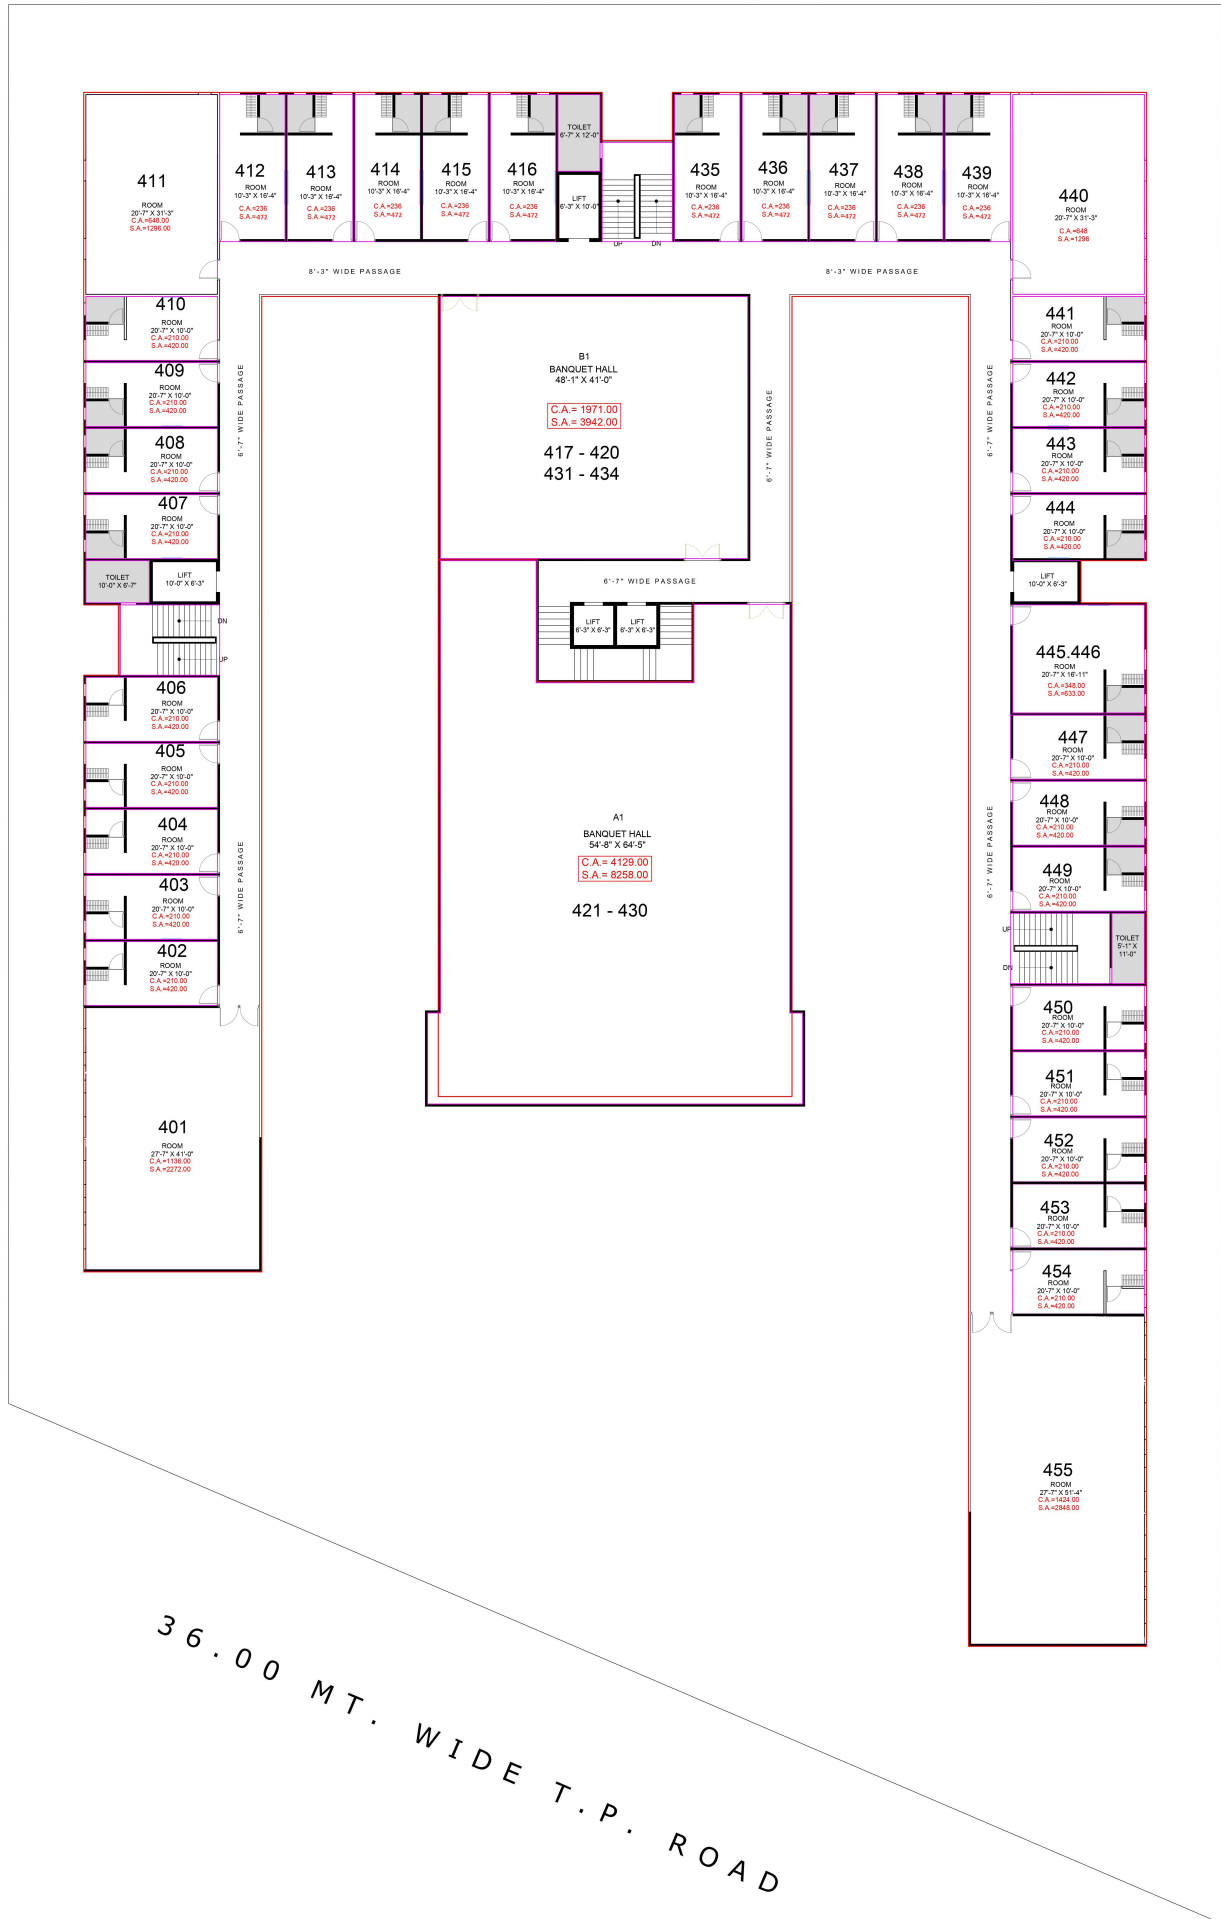 411
ROOM
20'-7" X 31'-3"
C.A.=648.00
S.A.=1296.00
412
ROOM
10'-3" X 16'-4"
C.A.=236
S.A.=472
413
ROOM
10'-3" X 16'-4"
C.A.=236
S.A.=472
414
ROOM
10'-3" X 16'-4"
C.A.=236
S.A.=472
415
ROOM
10'-3" X 16'-4"
C.A.=236
S.A.=472
416
ROOM
10'-3" X 16'-4"
C.A.=236
S.A.=472
TOILET
6'-7" X 12'-0"
LIFT
6'-3" X 10'-0"
UP
DN
435
ROOM
10'-3" X 16'-4"
C.A.=236
S.A.=472
436
ROOM
10'-3" X 16'-4"
C.A.=236
S.A.=472
437
ROOM
10'-3" X 16'-4"
C.A.=236
S.A.=472
438
ROOM
10'-3" X 16'-4"
C.A.=236
S.A.=472
439
ROOM
10'-3" X 16'-4"
C.A.=236
S.A.=472
440
ROOM
20'-7" X 31'-3"
C.A.=648
S.A.=1296
8'-3" WIDE PASSAGE
8'-3" WIDE PASSAGE
410
ROOM
20'-7" X 10'-0"
C.A.=210.00
S.A.=420.00
409
ROOM
20'-7" X 10'-0"
C.A.=210.00
S.A.=420.00
408
ROOM
20'-7" X 10'-0"
C.A.=210.00
S.A.=420.00
407
ROOM
20'-7" X 10'-0"
C.A.=210.00
S.A.=420.00
TOILET
10'-0" X 6'-7"
LIFT
10'-0" X 6'-3"
DN
UP
6'-7" WIDE PASSAGE
406
ROOM
20'-7" X 10'-0"
C.A.=210.00
S.A.=420.00
405
ROOM
20'-7" X 10'-0"
C.A.=210.00
S.A.=420.00
404
ROOM
20'-7" X 10'-0"
C.A.=210.00
S.A.=420.00
403
ROOM
20'-7" X 10'-0"
C.A.=210.00
S.A.=420.00
402
ROOM
20'-7" X 10'-0"
C.A.=210.00
S.A.=420.00
6'-7" WIDE PASSAGE
401
ROOM
27'-7" X 41'-0"
C.A.=1136.00
S.A.=2272.00
B1
BANQUET HALL
48'-1" X 41'-0"
C.A.= 1971.00
S.A.= 3942.00
417 - 420
431 - 434
6'-7" WIDE PASSAGE
6'-7" WIDE PASSAGE
LIFT
6'-3" X 6'-3"
LIFT
6'-3" X 6'-3"
A1
BANQUET HALL
54'-8" X 64'-5"
C.A.= 4129.00
S.A.= 8258.00
421 - 430
6'-7" WIDE PASSAGE
441
ROOM
20'-7" X 10'-0"
C.A.=210.00
S.A.=420.00
442
ROOM
20'-7" X 10'-0"
C.A.=210.00
S.A.=420.00
443
ROOM
20'-7" X 10'-0"
C.A.=210.00
S.A.=420.00
444
ROOM
20'-7" X 10'-0"
C.A.=210.00
S.A.=420.00
LIFT
10'-0" X 6'-3"
445.446
ROOM
20'-7" X 16'-11"
C.A.=348.00
S.A.=633.00
447
ROOM
20'-7" X 10'-0"
C.A.=210.00
S.A.=420.00
448
ROOM
20'-7" X 10'-0"
C.A.=210.00
S.A.=420.00
449
ROOM
20'-7" X 10'-0"
C.A.=210.00
S.A.=420.00
6'-7" WIDE PASSAGE
UP
DN
TOILET
5'-1" X
11'-0"
450
ROOM
20'-7" X 10'-0"
C.A.=210.00
S.A.=420.00
451
ROOM
20'-7" X 10'-0"
C.A.=210.00
S.A.=420.00
452
ROOM
20'-7" X 10'-0"
C.A.=210.00
S.A.=420.00
453
ROOM
20'-7" X 10'-0"
C.A.=210.00
S.A.=420.00
454
ROOM
20'-7" X 10'-0"
C.A.=210.00
S.A.=420.00
455
ROOM
27'-7" X 51'-4"
C.A.=1424.00
S.A.=2848.00
36.00 MT. WIDE T.P. ROAD